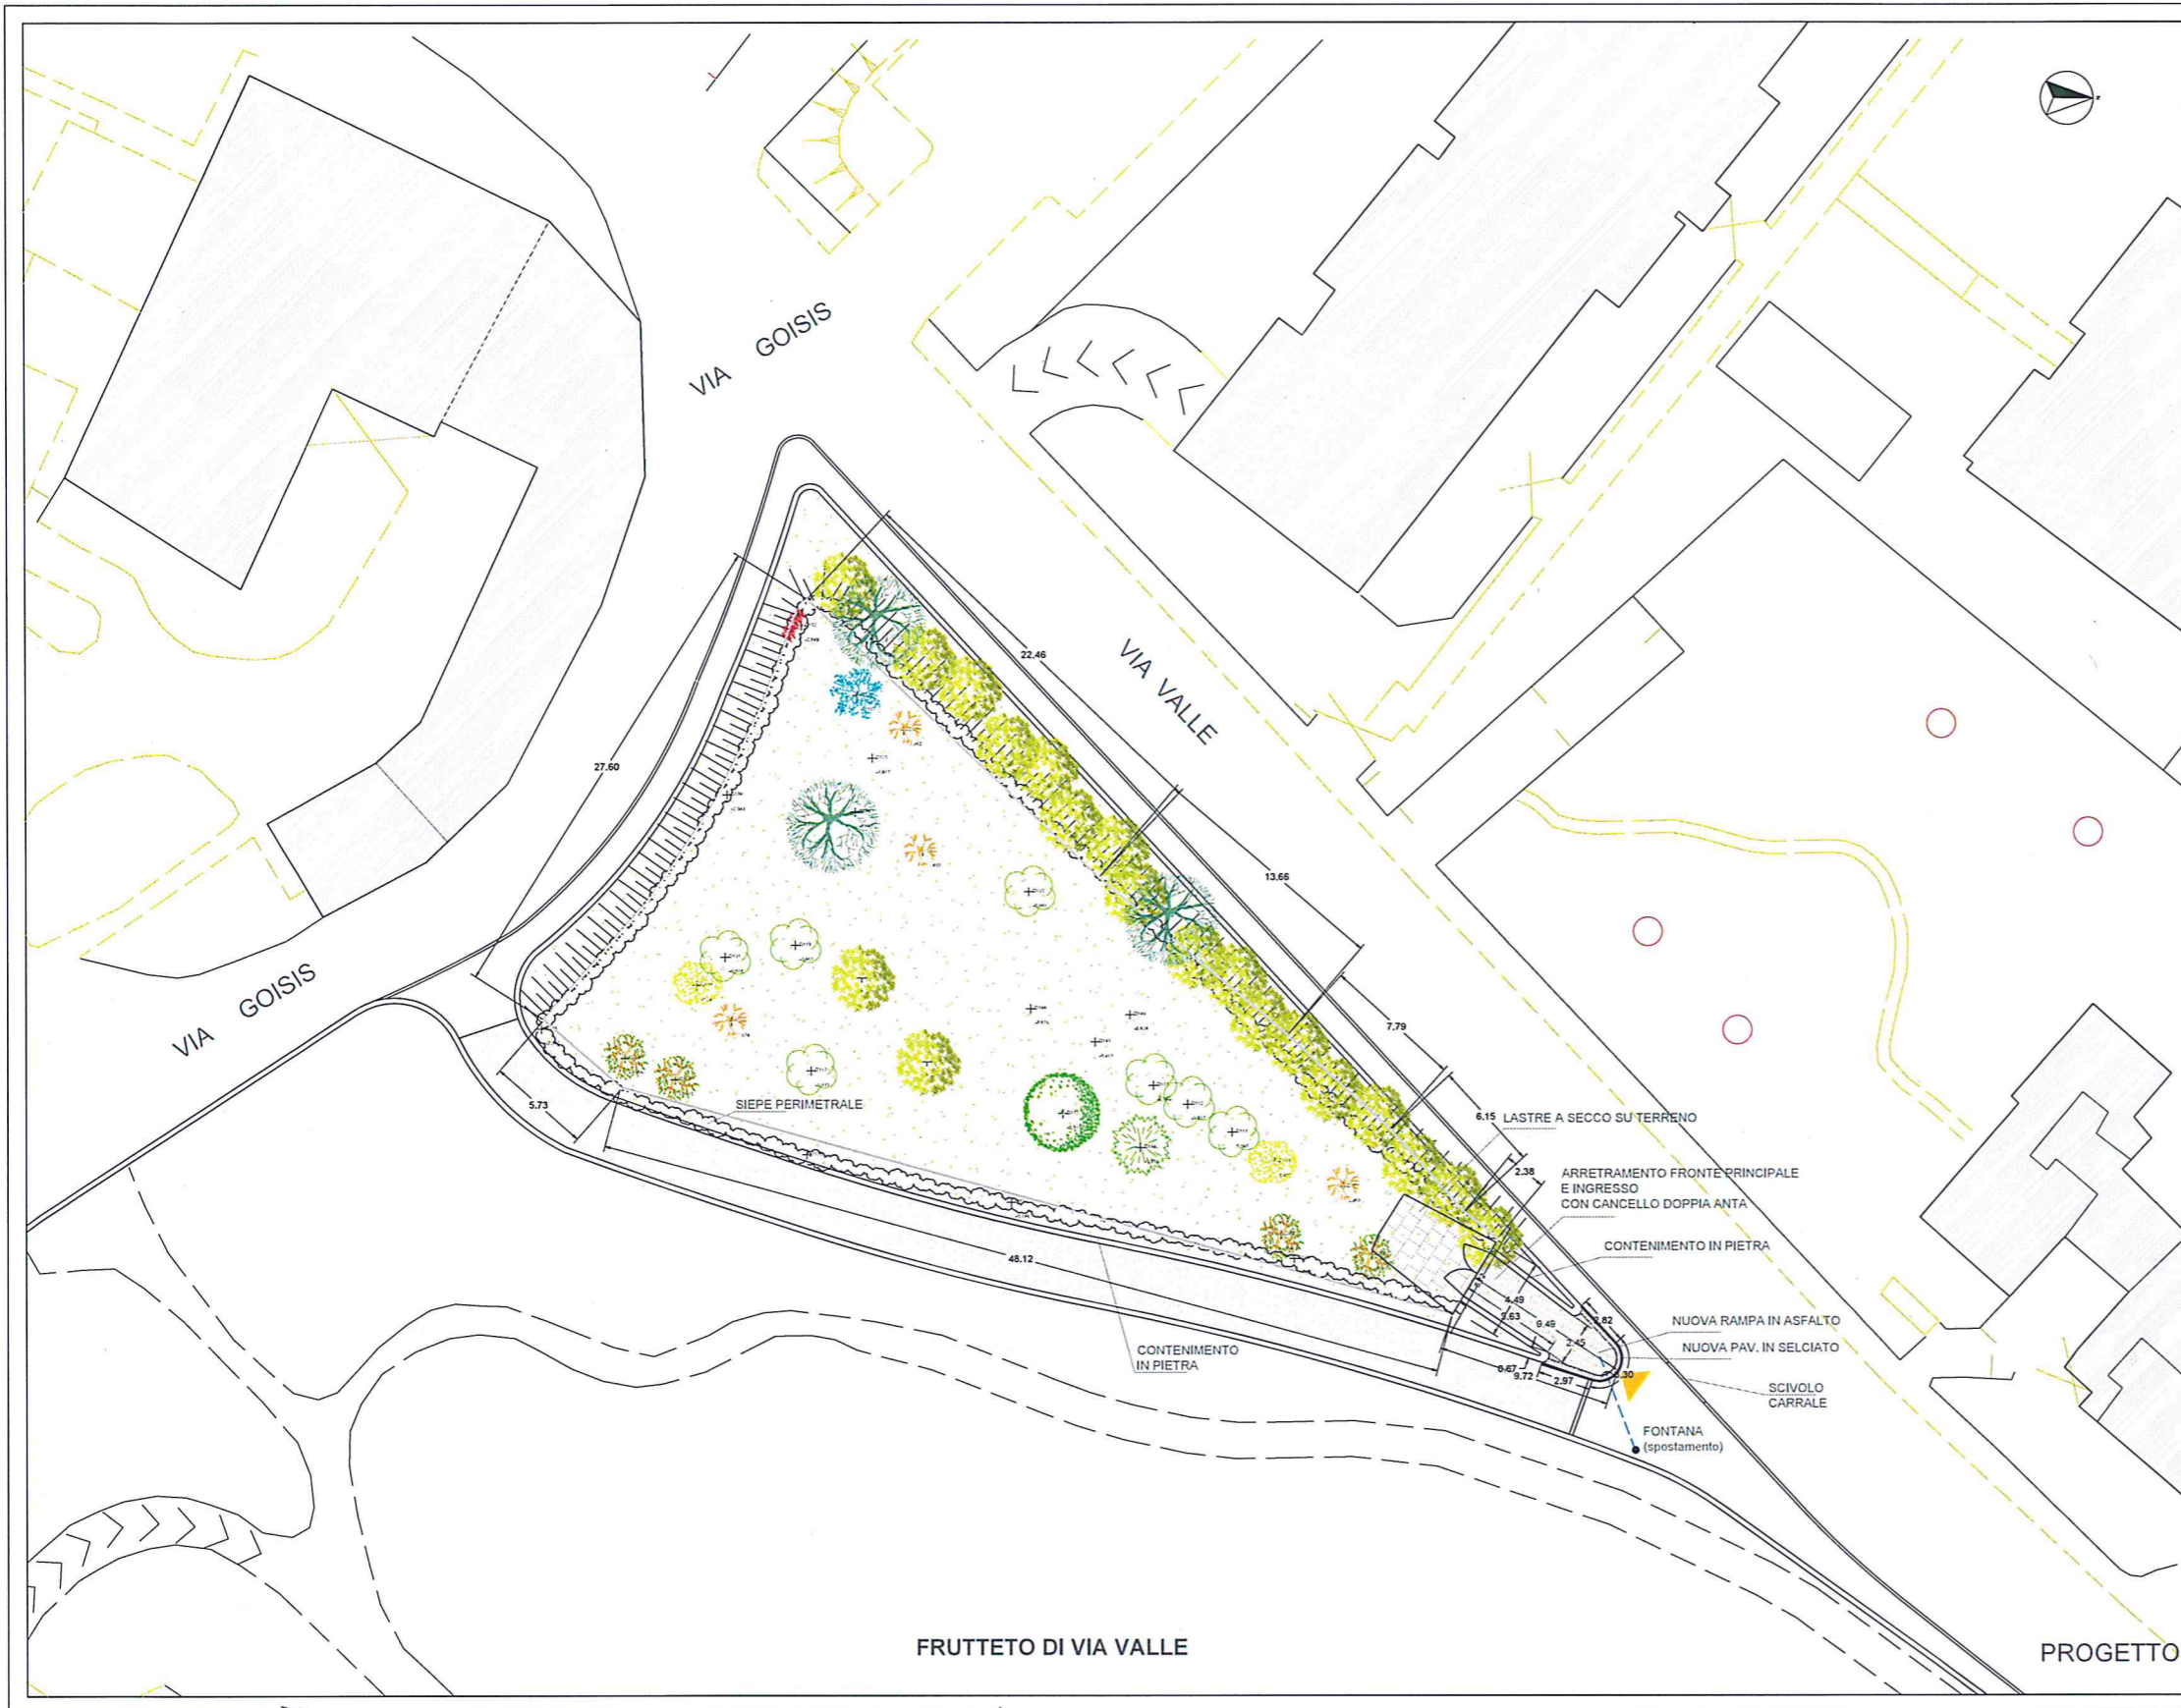 VIA GOISIS
VIA VALLE
22.46
27.60
13.66
7.79
VIA GOISIS
5.73
SIEPE PERIMETRALE
6.15
LASTRE A SECCO SU TERRENO
2.38
ARRETRAMENTO FRONTE PRINCIPALE
E INGRESSO
CON CANCELLO DOPPIA ANTA
CONTENIMENTO IN PIETRA
48.12
4.49
9.49
2.45
NUOVA RAMPA IN ASFALTO
NUOVA PAV. IN SELCIATO
CONTENIMENTO
IN PIETRA
0.67
9.72
2.97
SCIVOLO
CARRALE
FONTANA
(spostamento)
FRUTTETO DI VIA VALLE
PROGETTO